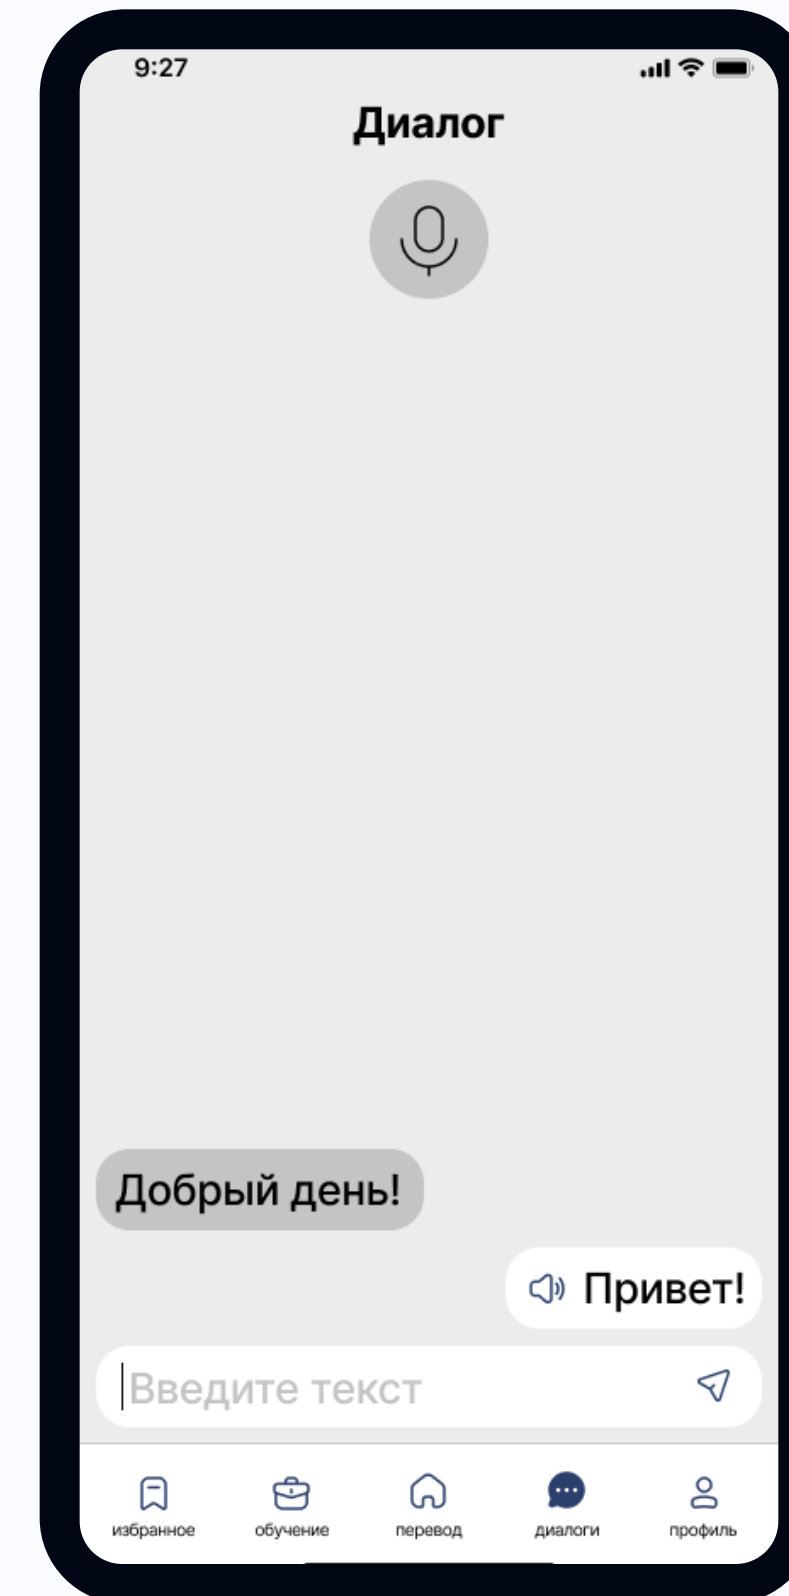 9:27
Диалог
Добрый день!
Привет!
Введите текст
избранное обучение перевод диалоги профиль